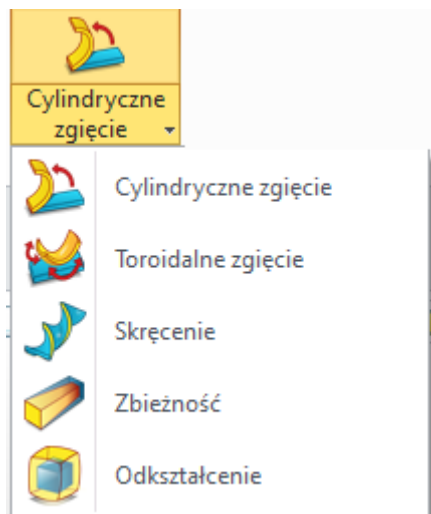 Cylindryczne
zgięcie
Cylindryczne zgięcie
Toroidalne zgięcie
Skręcenie
Zbieżność
Odkształcenie